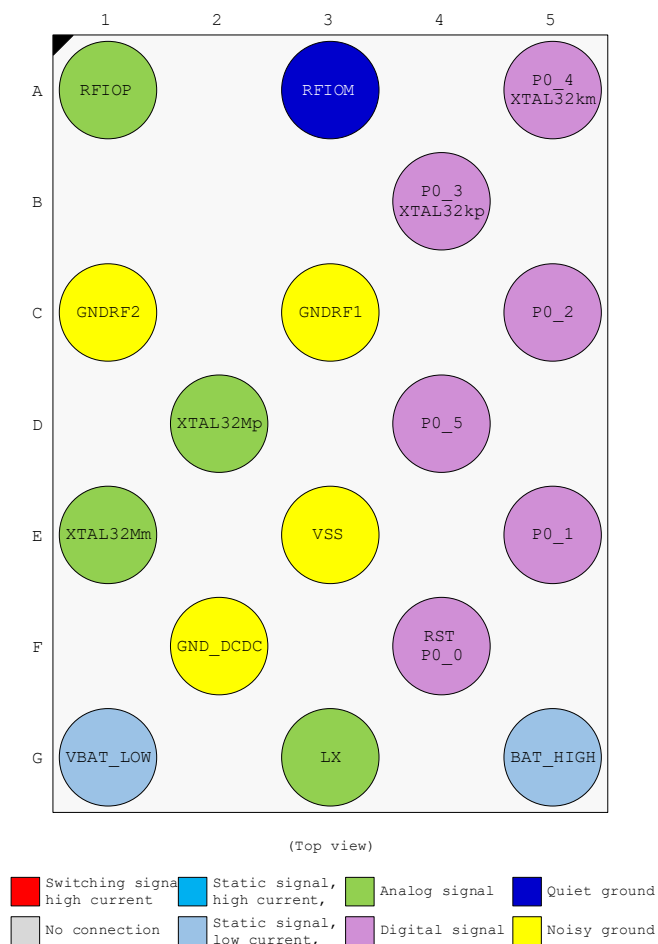 1 2 3 4 5
A RFIOP RFIOM P0_4
XTAL32km
B P0_3
XTAL32kp
C GNDRF2 GNDRF1 P0_2
D XTAL32Mp P0_5
E XTAL32Mm VSS P0_1
F GND_DCDC RST
P0_0
G VBAT_LOW LX BAT_HIGH
(Top view)
Switching signa
high current
Static signal,
high current,
Analog signal
Quiet ground
No connection
Static signal,
low current,
Digital signal
Noisy ground